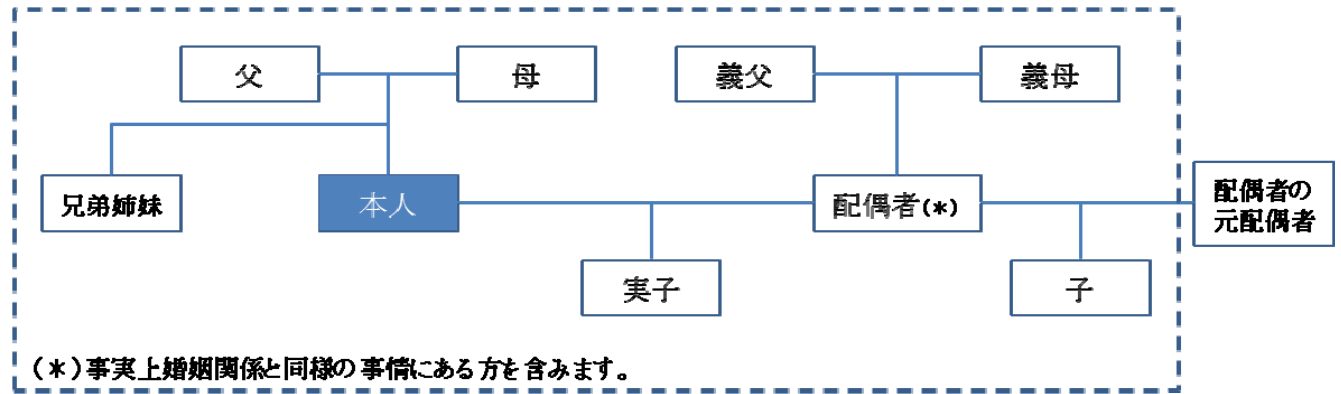 父
母
義父
義母
兄弟姉妹
本人
配偶者(*)
配偶者の
元配偶者
実子
子
(*)事実上婚姻関係と同様の事情にある方を含みます。